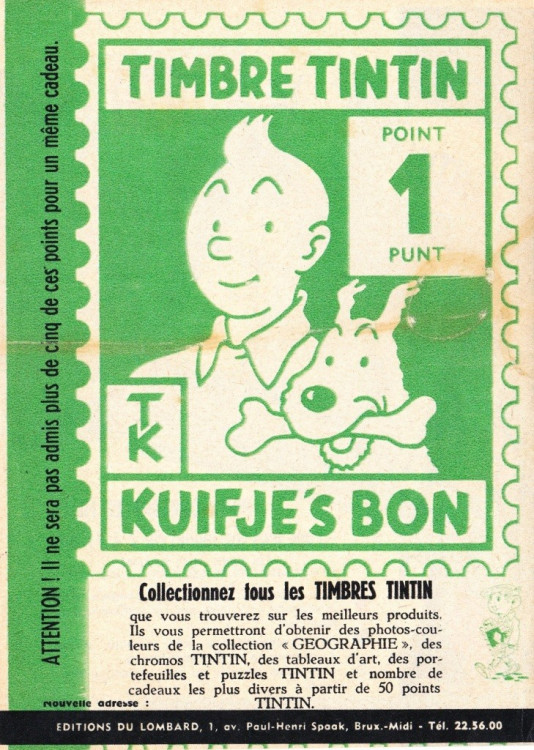 ATTENTION ! Il ne sera pas admis plus de cinq de ces points pour un même cadeau.
TIMBRE TINTIN
POINT
1
PUNT
TK
KUIFJE'S BON
Collectionnez tous les TIMBRES TINTIN
que vous trouverez sur les meilleurs produits.
Ils vous permettront d'obtenir des photos-cou-
leurs de la collection « GEOGRAPHIE », des
chromos TINTIN, des tableaux d'art, des por-
tefeuilles et puzzles TINTIN et nombre de
cadeaux les plus divers à partir de 50 points
TINTIN.
Nouvelle adresse :
EDITIONS DU LOMBARD, 1, av. Paul-Henri Spaak, Brux.-Midi - Tél. 22.56.00